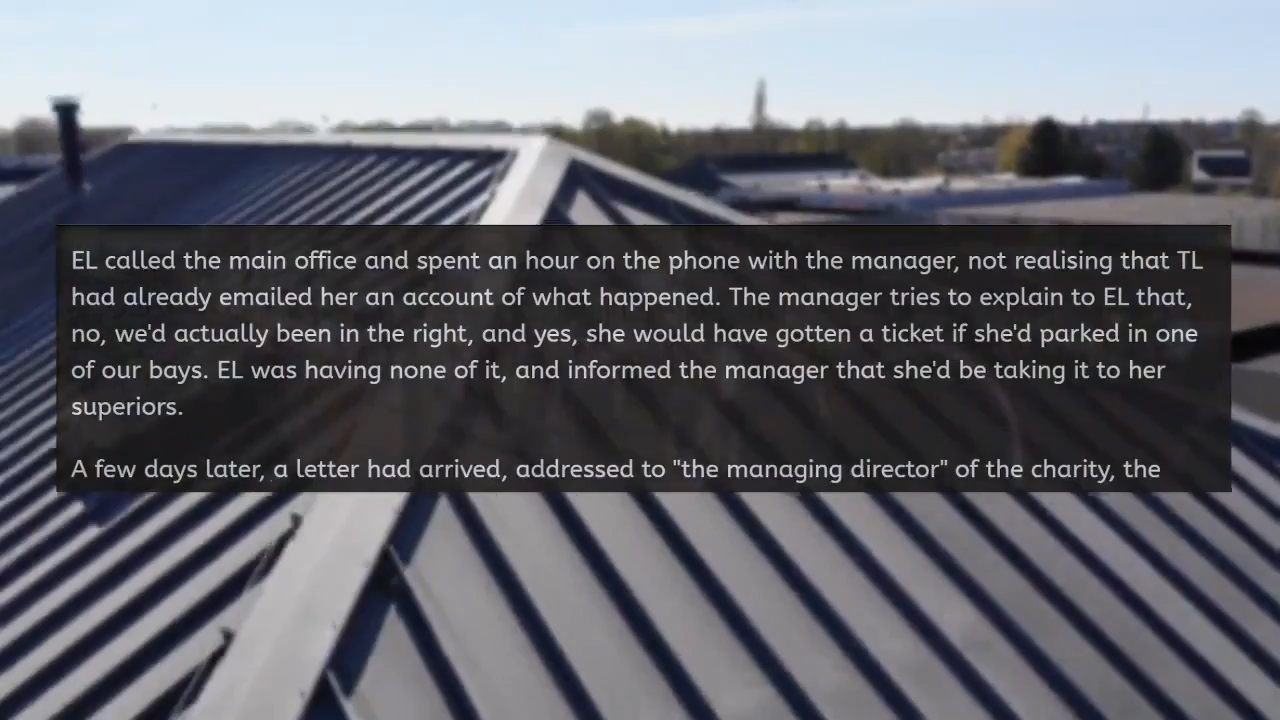 EL called the main office and spent an hour on the phone with the manager, not realising that TL
had already emailed her an account of what happened. The manager tries to explain to EL that,
no, we'd actually been in the right, and yes, she would have gotten a ticket if she'd parked in one
of our bays. EL was having none of it, and informed the manager that she'd be taking it to her
superiors.
A few days later, a letter had arrived, addressed to "the managing director" of the charity, the